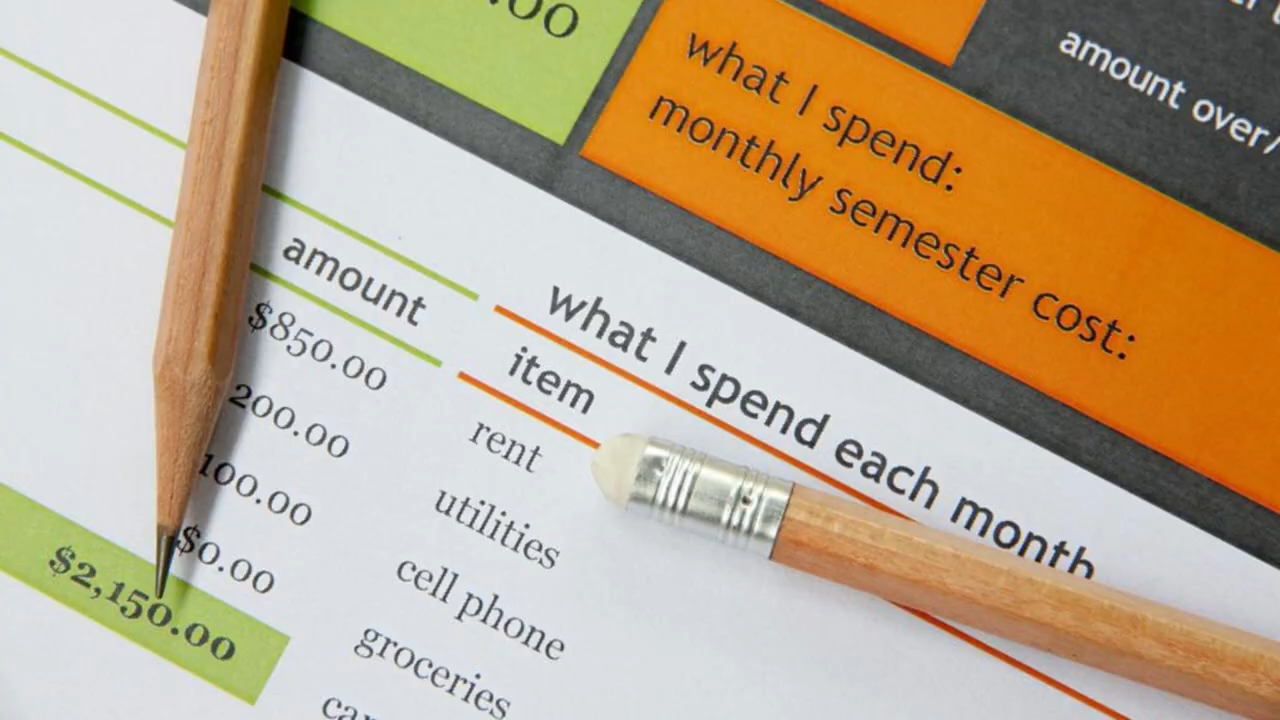 .00
what I spend:
monthly semester cost:
amount over/
amount
$850.00
200.00
100.00
$0.00
$2,150.00
what I spend each month
item
rent
utilities
cell phone
groceries